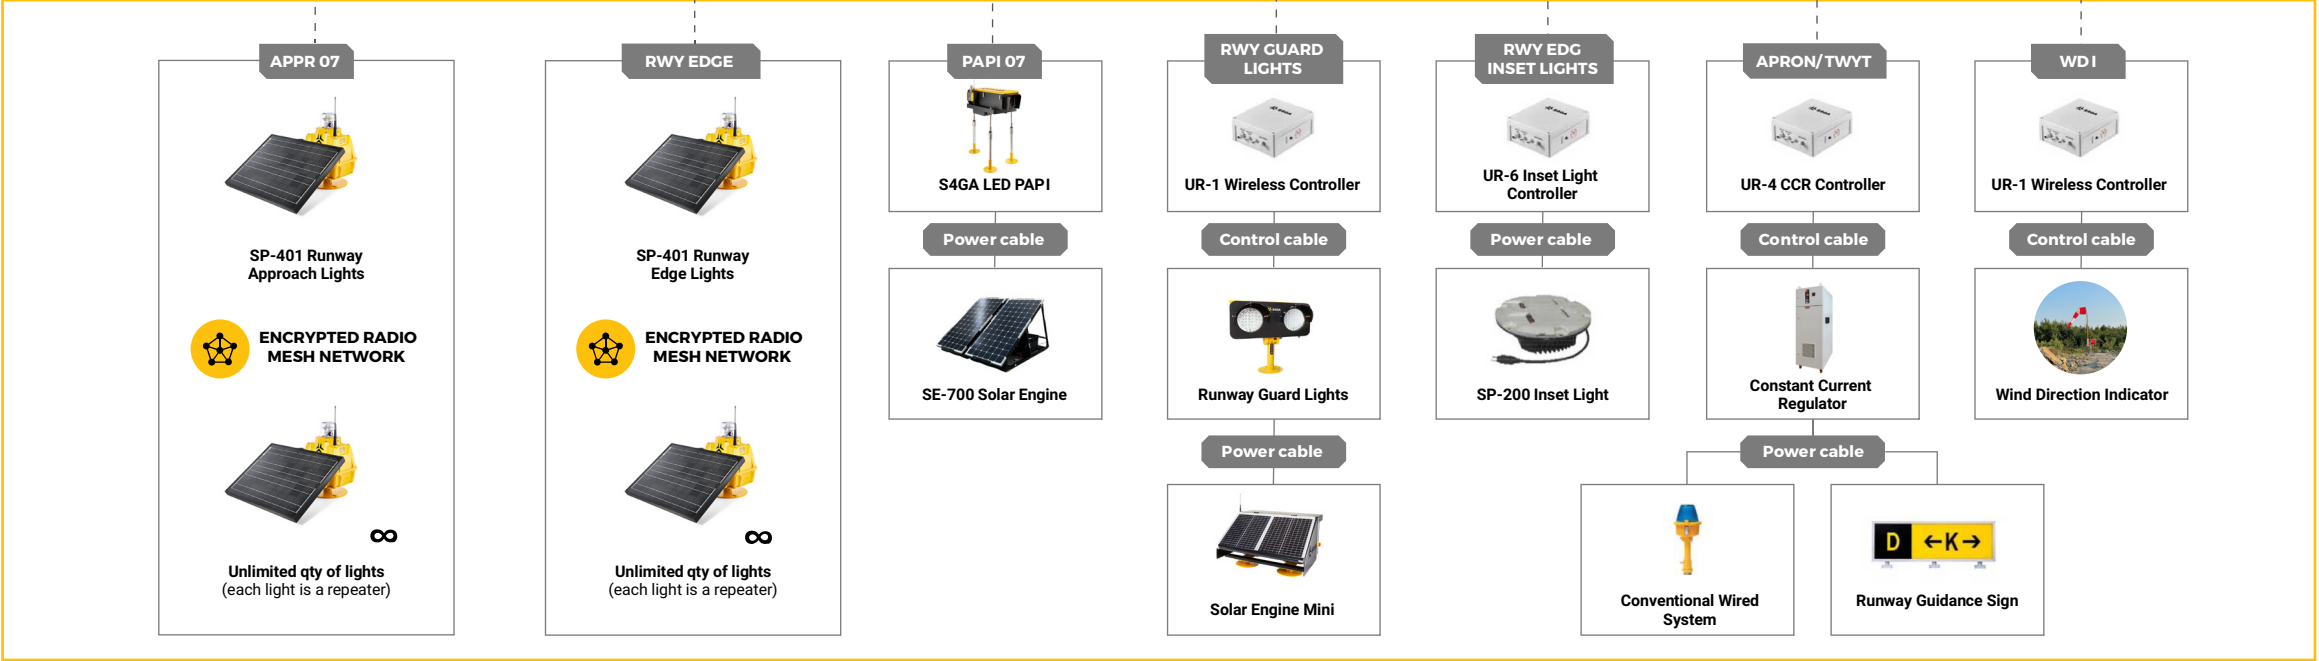 APPR 07
RWY EDGE
PAPI 07
RWY GUARD
LIGHTS
RWY EDG
INSET LIGHTS
APRON/TWYT
WDI
SP-401 Runway
Approach Lights
ENCRYPTED RADIO
MESH NETWORK
Unlimited qty of lights
(each light is a repeater)
SP-401 Runway
Edge Lights
ENCRYPTED RADIO
MESH NETWORK
Unlimited qty of lights
(each light is a repeater)
S4GA LED PAPI
Power cable
SE-700 Solar Engine
UR-1 Wireless Controller
Control cable
Runway Guard Lights
Power cable
Solar Engine Mini
UR-6 Inset Light
Controller
Power cable
SP-200 Inset Light
UR-4 CCR Controller
Control cable
Constant Current
Regulator
Power cable
Conventional Wired
System
D ←K→
Runway Guidance Sign
UR-1 Wireless Controller
Control cable
Wind Direction Indicator